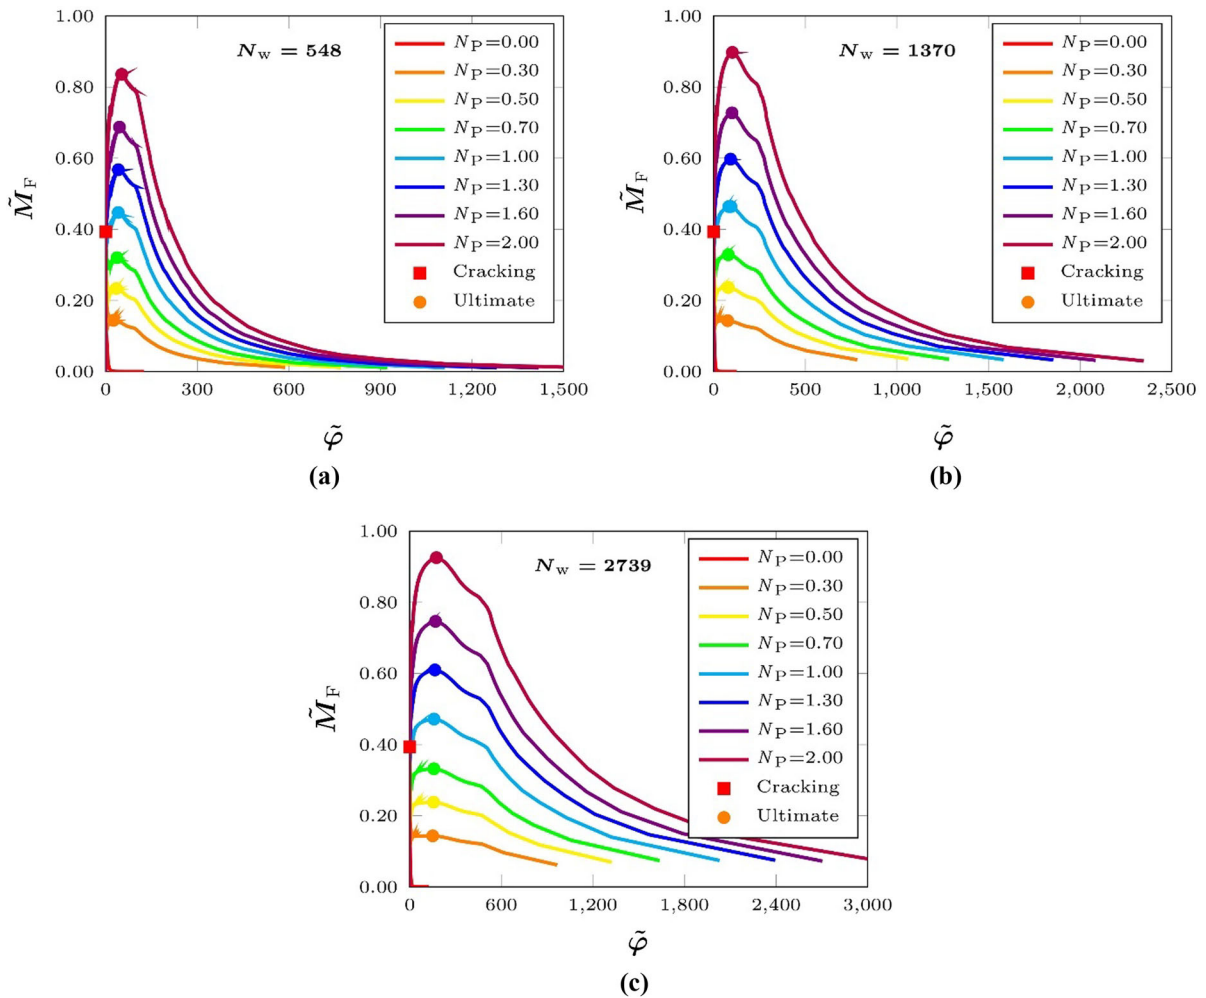 1.00
0.80
0.60
0.40
0.20
0.00
M̃F
Nw = 548
NP=0.00
NP=0.30
NP=0.50
NP=0.70
NP=1.00
NP=1.30
NP=1.60
NP=2.00
Cracking
Ultimate
0 300 600 900 1,200 1,500
φ̃
(a)
1.00
0.80
0.60
0.40
0.20
0.00
M̃F
Nw = 1370
NP=0.00
NP=0.30
NP=0.50
NP=0.70
NP=1.00
NP=1.30
NP=1.60
NP=2.00
Cracking
Ultimate
0 500 1,000 1,500 2,000 2,500
φ̃
(b)
1.00
0.80
0.60
0.40
0.20
0.00
M̃F
Nw = 2739
NP=0.00
NP=0.30
NP=0.50
NP=0.70
NP=1.00
NP=1.30
NP=1.60
NP=2.00
Cracking
Ultimate
0 600 1,200 1,800 2,400 3,000
φ̃
(c)